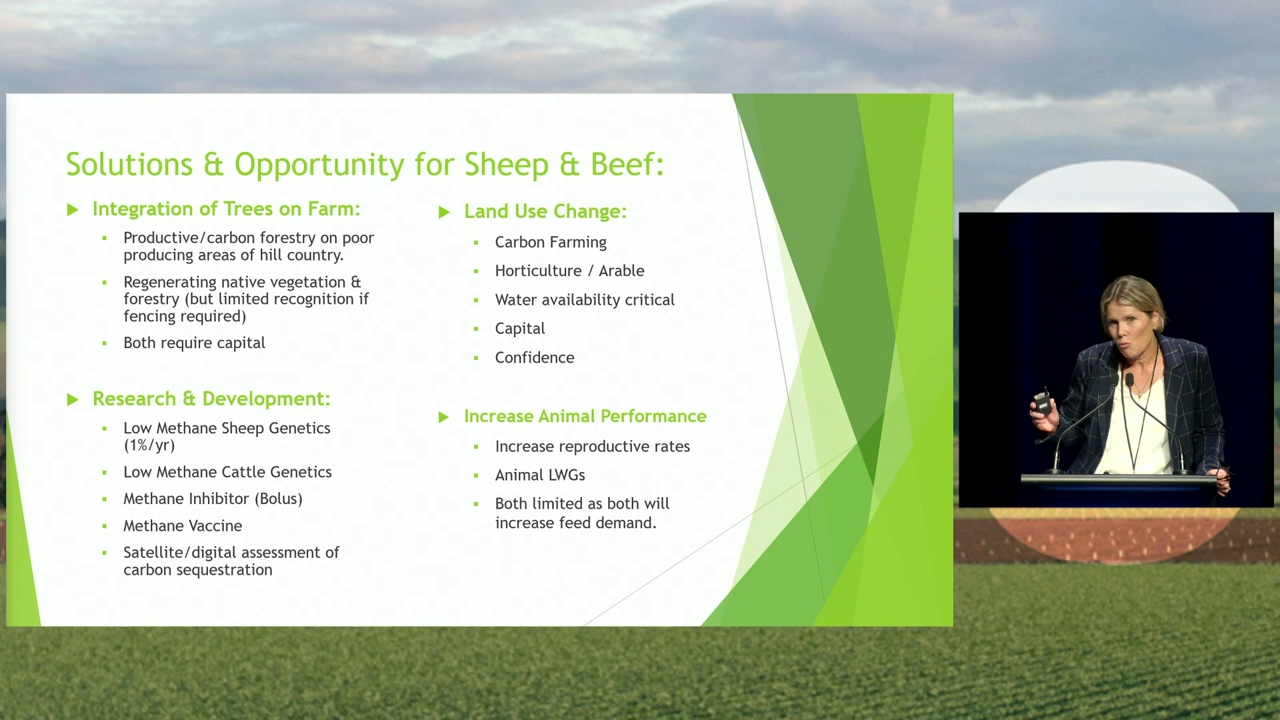 Solutions & Opportunity for Sheep & Beef:
Integration of Trees on Farm:
Productive/carbon forestry on poor
producing areas of hill country.
Regenerating native vegetation &
forestry (but limited recognition if
fencing required)
Both require capital
Research & Development:
Low Methane Sheep Genetics
(1%/yr)
Low Methane Cattle Genetics
Methane Inhibitor (Bolus)
Methane Vaccine
Satellite/digital assessment of
carbon sequestration
Land Use Change:
Carbon Farming
Horticulture / Arable
Water availability critical
Capital
Confidence
Increase Animal Performance
Increase reproductive rates
Animal LWGs
Both limited as both will
increase feed demand.